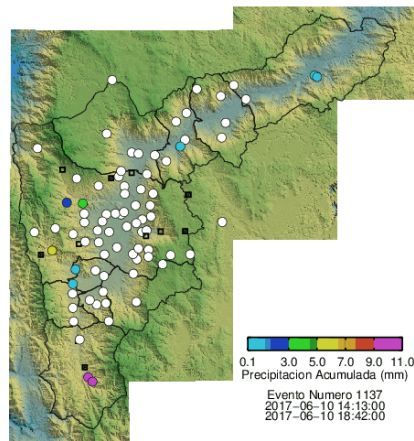 0.1 3.0 5.0 7.0 9.0 11.0
Precipitacion Acumulada (mm)
Evento Numero 1137
2017-06-10 14:13:00
2017-06-10 18:42:00